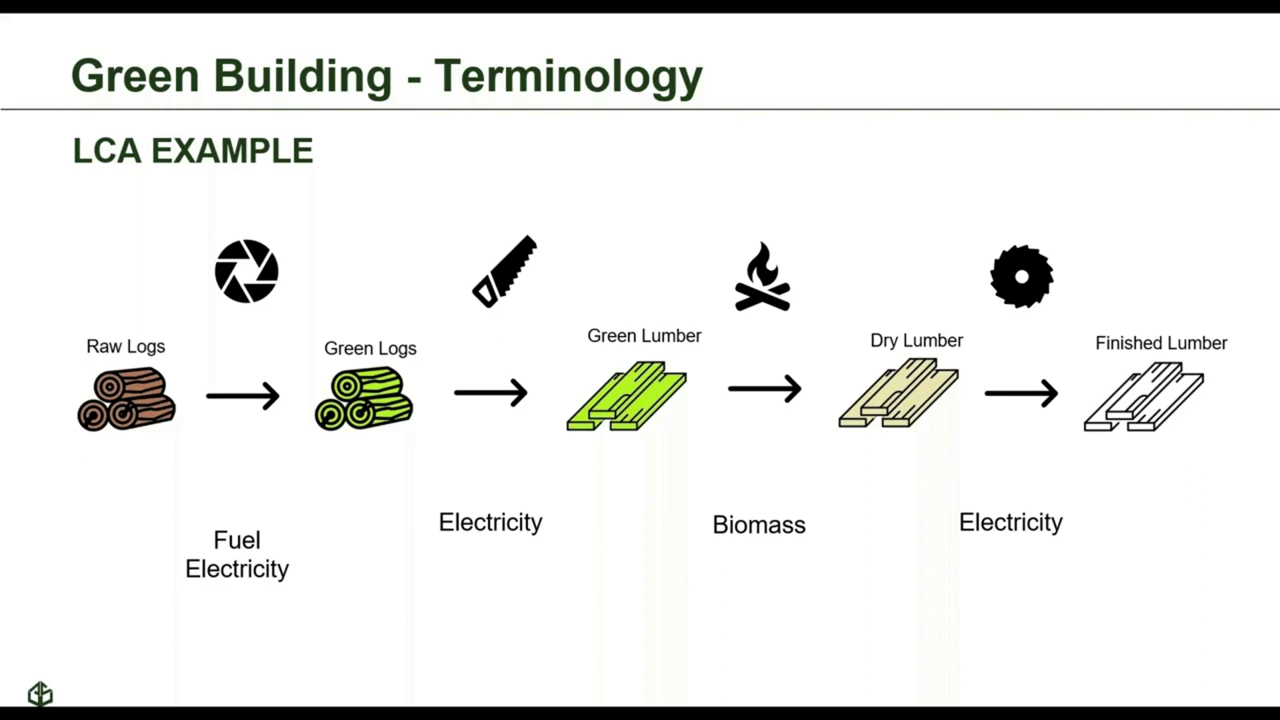 Green Building - Terminology
LCA EXAMPLE
Raw Logs
Green Logs
Green Lumber
Dry Lumber
Finished Lumber
Fuel
Electricity
Electricity
Biomass
Electricity